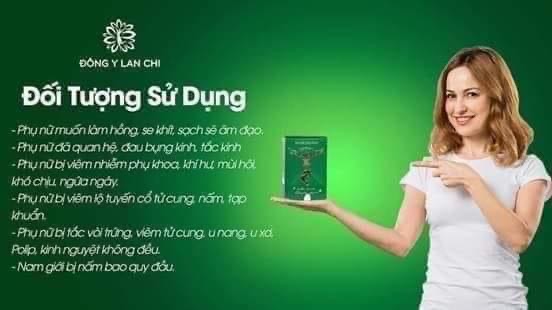 ĐÔNG Y LAN CHI
Đối Tượng Sử Dụng
- Phụ nữ muốn làm hồng, se khít, sạch sẽ âm đạo.
- Phụ nữ đã quan hệ, đau bụng kinh, tắc kinh
- Phụ nữ bị viêm nhiễm phụ khoa, khí hư, mùi hôi,
khó chịu, ngứa ngáy.
- Phụ nữ bị viêm lộ tuyến cổ tử cung, nấm, tạp
khuẩn.
- Phụ nữ bị tắc vòi trứng, viêm tử cung, u nang, u xơ,
Polip, kinh nguyệt không đều.
- Nam giới bị nấm bao quy đầu.